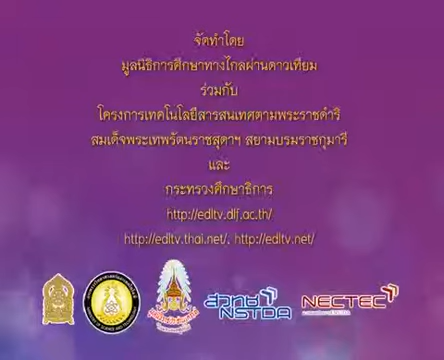 จัดทำโดย
มูลนิธิการศึกษาทางไกลผ่านดาวเทียม
ร่วมกับ
โครงการเทคโนโลยีสารสนเทศตามพระราชดำริ
สมเด็จพระเทพรัตนราชสุดาฯ สยามบรมราชกุมารี
และ
กระทรวงศึกษาธิการ
http://edltv.dlf.ac.th/
http://edltv.thai.net/, http://edltv.net/
สวทช NECTEC
NSTDA